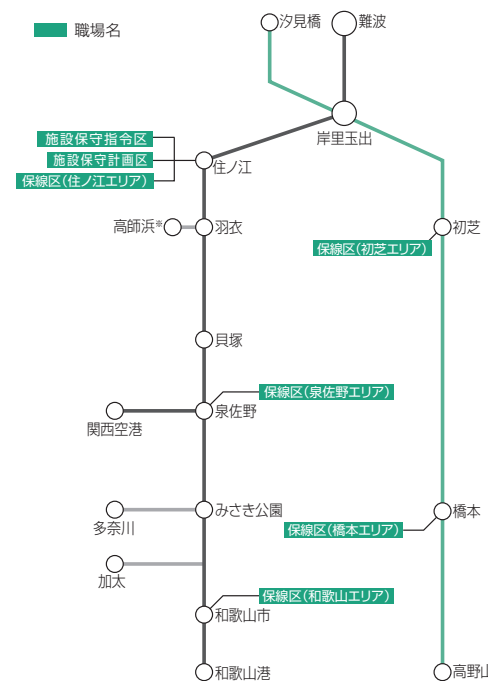 職場名
汐見橋
難波
岸里玉出
施設保守指令区
施設保守計画区
保線区(住ノ江エリア)
住ノ江
高師浜※
羽衣
初芝
保線区(初芝エリア)
貝塚
保線区(泉佐野エリア)
泉佐野
関西空港
みさき公園
多奈川
橋本
保線区(橋本エリア)
加太
保線区(和歌山エリア)
和歌山市
和歌山港
高野山